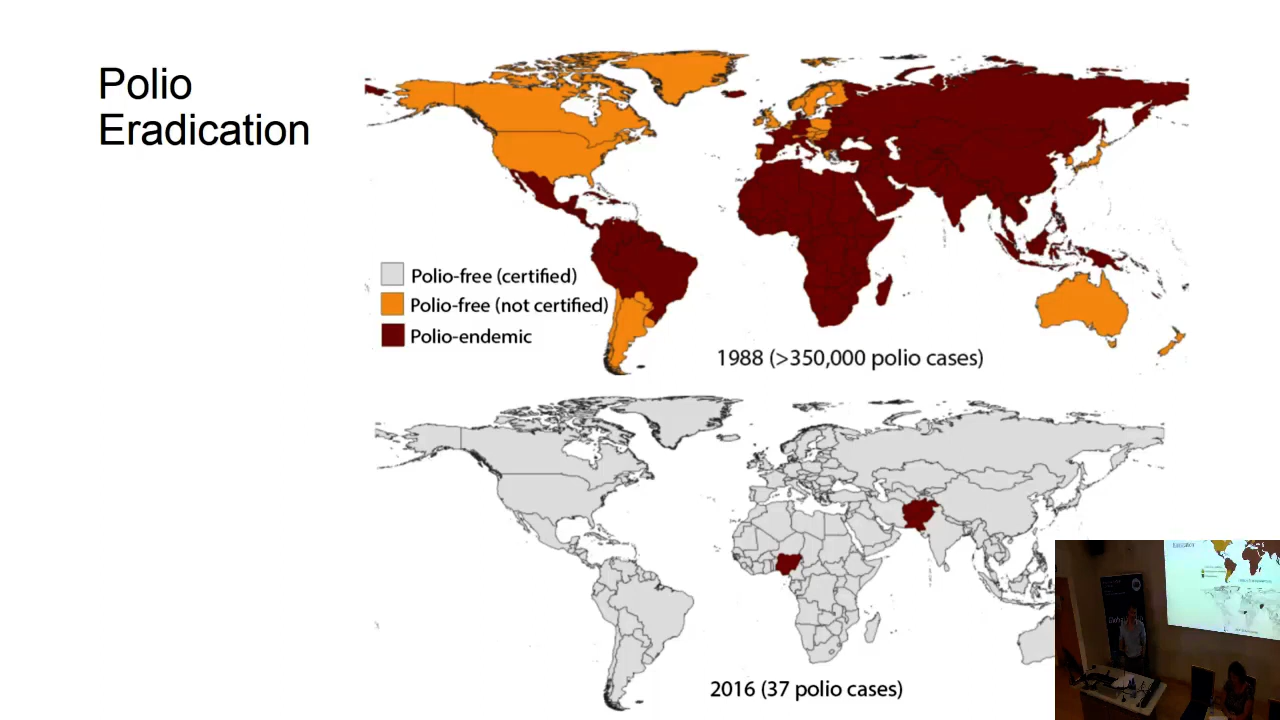 Polio
Eradication
Polio-free (certified)
Polio-free (not certified)
Polio-endemic
1988 (>350,000 polio cases)
2016 (37 polio cases)